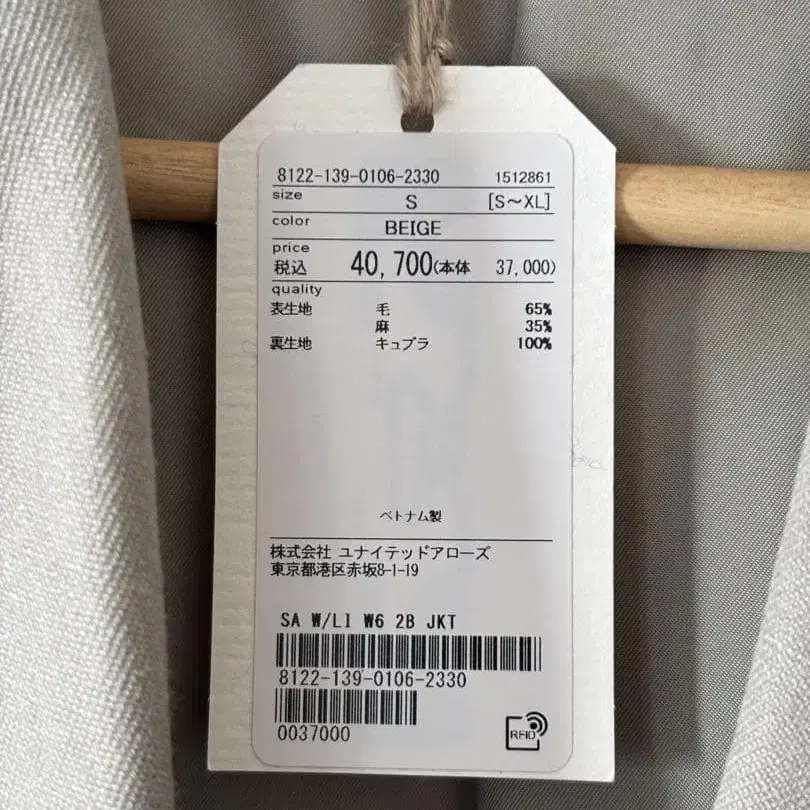 8122-139-0106-2330 1512861
size S [S～XL]
color BEIGE
price
税込 40,700(本体 37,000)
quality
表生地 毛 65%
麻 35%
裏生地 キュプラ 100%
ベトナム製
株式会社 ユナイテッドアローズ
東京都港区赤坂8-1-19
SA W/LI W6 2B JKT
8122-139-0106-2330
0037000
RFID